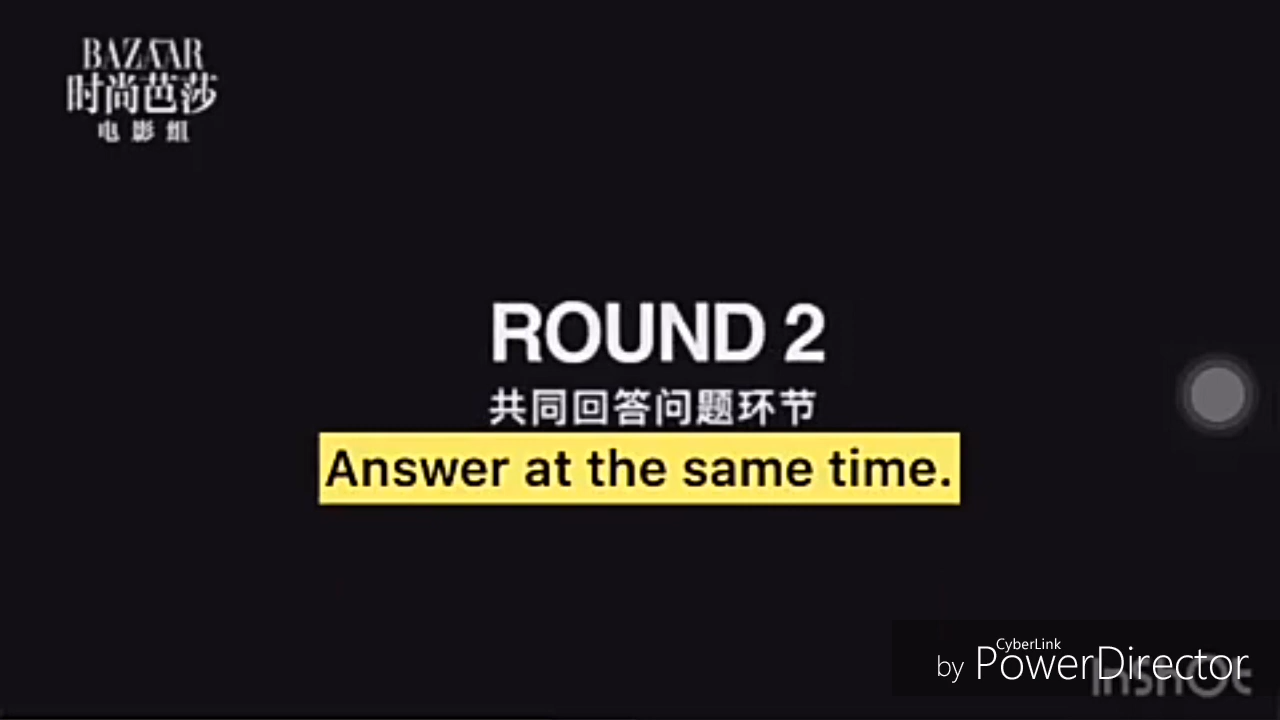 BAZAAR
时尚芭莎
电影组
ROUND 2
共同回答问题环节
Answer at the same time.
CyberLink
by PowerDirector
InShOt